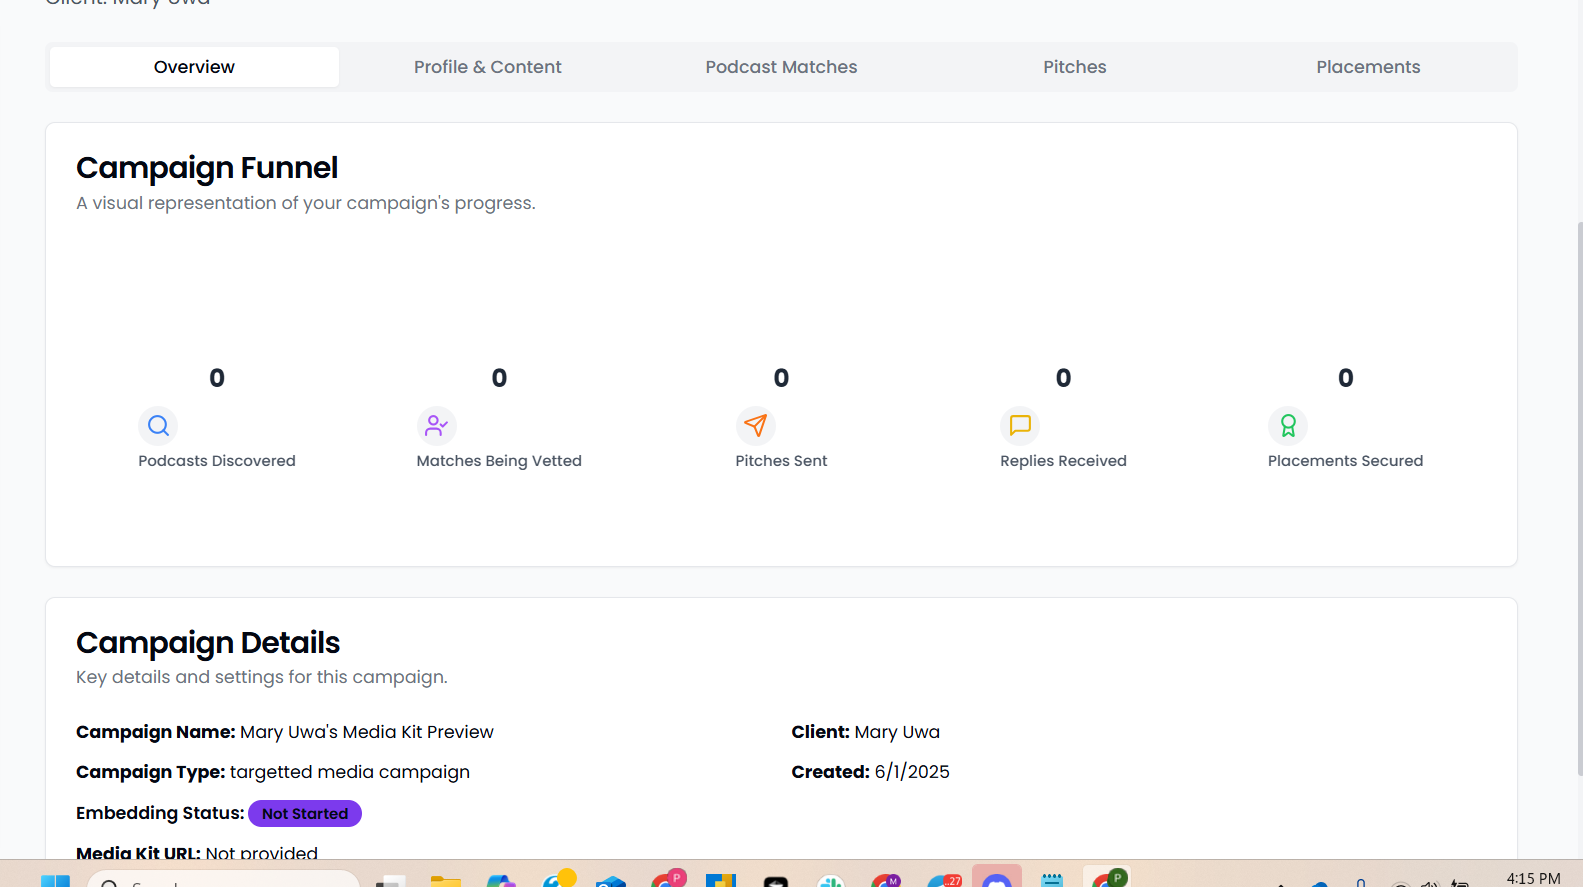 Client: Mary Uwa
Overview
Profile & Content
Podcast Matches
Pitches
Placements
Campaign Funnel
A visual representation of your campaign's progress.
0
0
0
0
0
Podcasts Discovered
Matches Being Vetted
Pitches Sent
Replies Received
Placements Secured
Campaign Details
Key details and settings for this campaign.
Campaign Name: Mary Uwa's Media Kit Preview
Client: Mary Uwa
Campaign Type: targetted media campaign
Created: 6/1/2025
Embedding Status: Not Started
Media Kit URL: Not provided
P
M
27
P
4:15 PM